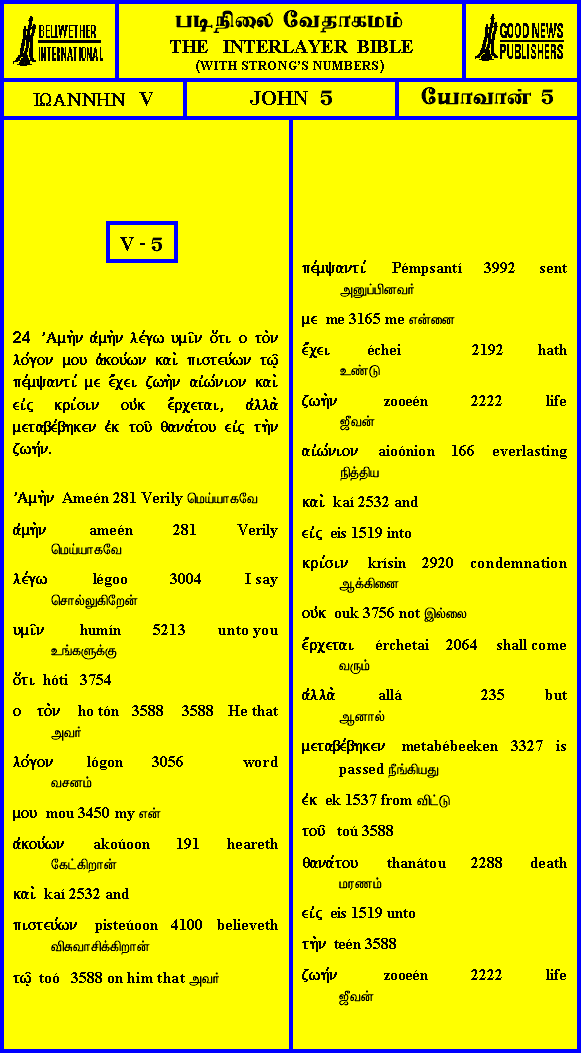 BELLWETHER
INTERNATIONAL
படிநிலை வேதாகமம்
THE INTERLAYER BIBLE
(WITH STRONG'S NUMBERS)
GOOD NEWS
PUBLISHERS
ΙΩΑΝΝΗΝ V
JOHN 5
யோவான் 5
V - 5
24 Ἀμὴν ἀμὴν λέγω υμῖν ὅτι ο τὸν
λόγον μου ἀκούων καὶ πιστεύων τῷ
πέμψαντί με ἔχει ζωὴν αἰώνιον καὶ
εἰς κρίσιν οὐκ ἔρχεται, ἀλλὰ
μεταβέβηκεν ἐκ τοῦ θανάτου εἰς τὴν
ζωήν.
Ἀμὴν Ameén 281 Verily மெய்யாகவே
ἀμὴν ameén 281 Verily
மெய்யாகவே
λέγω légoo 3004 I say
சொல்லுகிறேன்
υμῖν humín 5213 unto you
உங்களுக்கு
ὅτι hóti 3754
ο τὸν ho tón 3588 3588 He that
அவர்
λόγον lógon 3056 word
வசனம்
μου mou 3450 my என்
ἀκούων akoúoon 191 heareth
கேட்கிறான்
καὶ kaí 2532 and
πιστεύων pisteúoon 4100 believeth
விசுவாசிக்கிறான்
τῷ toó 3588 on him that அவர்
πέμψαντί Pémpsantí 3992 sent
அனுப்பினவர்
με me 3165 me என்னை
ἔχει échei 2192 hath
உண்டு
ζωὴν zooeén 2222 life
ஜீவன்
αἰώνιον aioónion 166 everlasting
நித்திய
καὶ kaí 2532 and
εἰς eis 1519 into
κρίσιν krísin 2920 condemnation
ஆக்கினை
οὐκ ouk 3756 not இல்லை
ἔρχεται érchetai 2064 shall come
வரும்
ἀλλὰ allá 235 but
ஆனால்
μεταβέβηκεν metabébeeken 3327 is
passed நீங்கியது
ἐκ ek 1537 from விட்டு
τοῦ toú 3588
θανάτου thanátou 2288 death
மரணம்
εἰς eis 1519 unto
τὴν teén 3588
ζωήν zooeén 2222 life
ஜீவன்